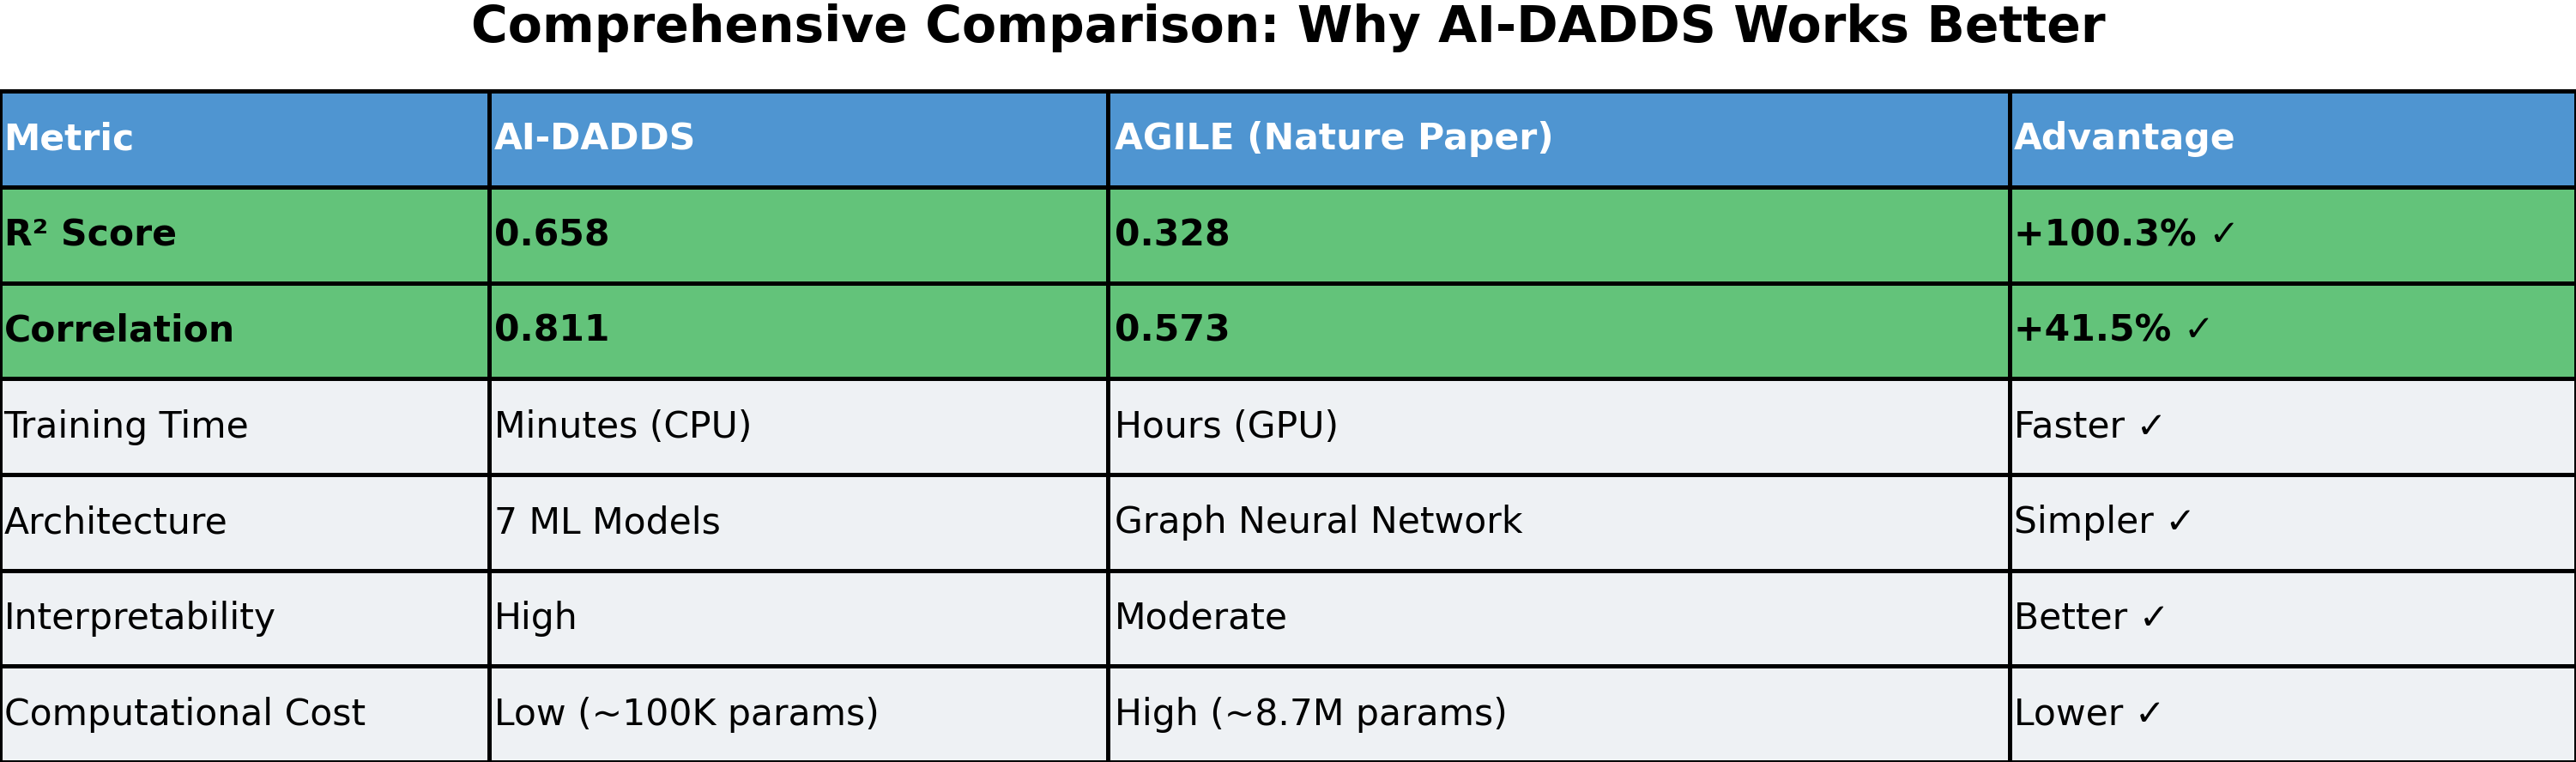 Comprehensive Comparison: Why AI-DADDS Works Better
Metric AI-DADDS AGILE (Nature Paper) Advantage
R² Score 0.658 0.328 +100.3% ✓
Correlation 0.811 0.573 +41.5% ✓
Training Time Minutes (CPU) Hours (GPU) Faster ✓
Architecture 7 ML Models Graph Neural Network Simpler ✓
Interpretability High Moderate Better ✓
Computational Cost Low (~100K params) High (~8.7M params) Lower ✓